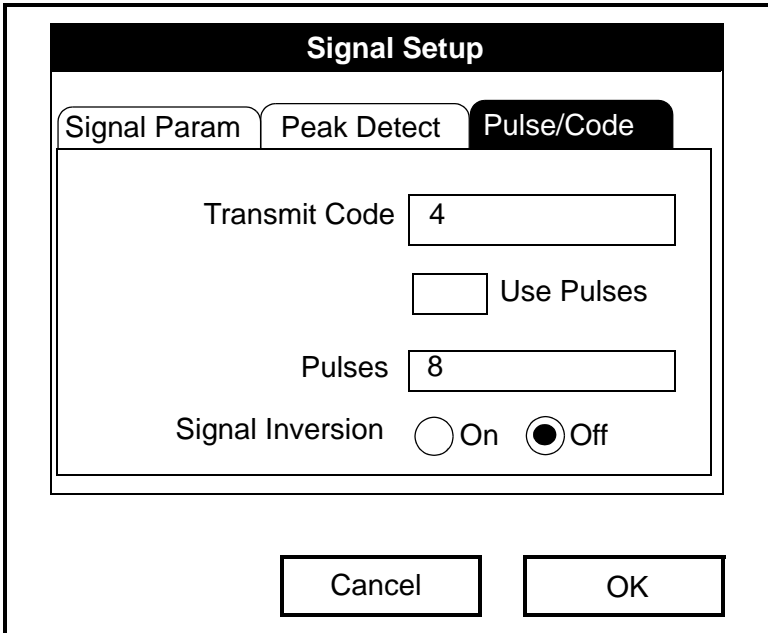 Signal Setup
Signal Param Peak Detect Pulse/Code
Transmit Code 4
Use Pulses
Pulses 8
Signal Inversion On Off
Cancel OK